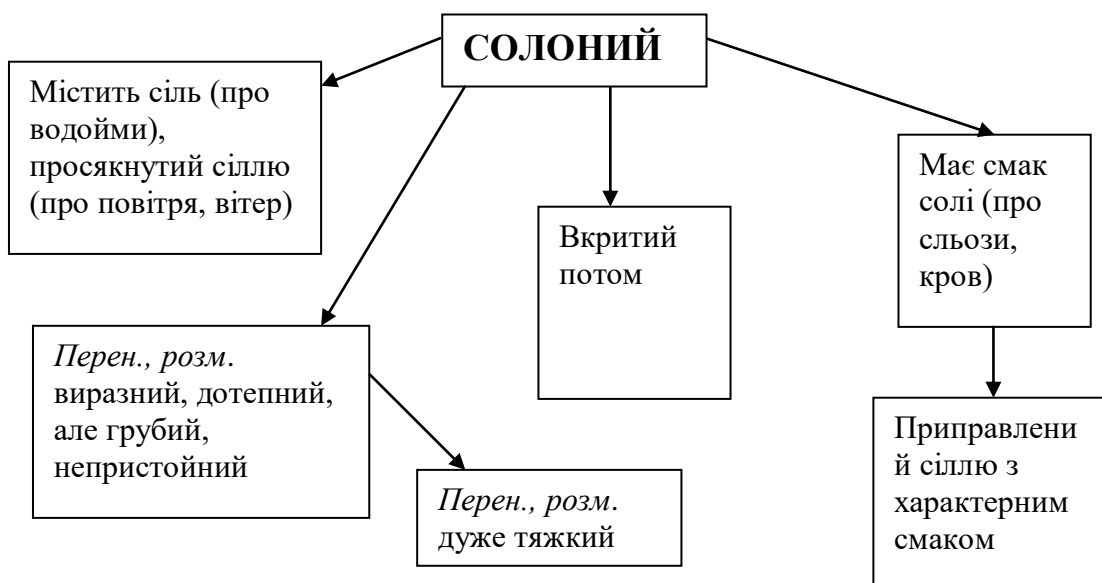 СОЛОНИЙ
Містить сіль (про
водойми),
просякнутий сіллю
(про повітря, вітер)
Має смак
солі (про
сльози,
кров)
Вкритий
потом
Перен., розм.
виразний, дотепний,
але грубий,
непристойний
Приправлени
й сіллю з
характерним
смаком
Перен., розм.
дуже тяжкий